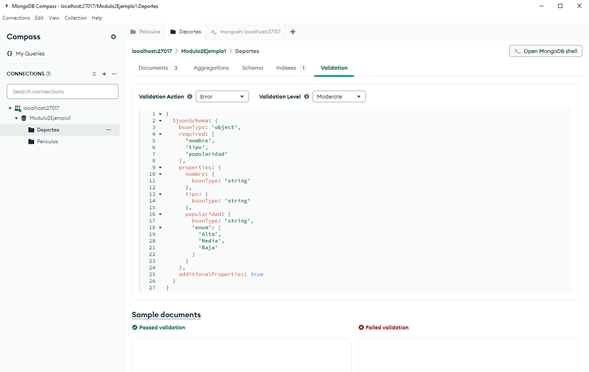 MongoDB Compass - localhost:27017/Modulo2Ejemplo1.Deportes
Connections Edit View Collection Help
Compass
{} My Queries
CONNECTIONS (1)
Search connections
localhost:27017
Modulo2Ejemplo1
Deportes
Peliculas
Peliculas
Deportes
mongosh: localhost:27017
localhost:27017 > Modulo2Ejemplo1 > Deportes
>_ Open MongoDB shell
Documents 3 Aggregations Schema Indexes 1 Validation
Validation Action Error Validation Level Moderate
1 {
2 $jsonSchema: {
3 bsonType: 'object',
4 required: [
5 'nombre',
6 'tipo',
7 'popularidad'
8 ],
9 properties: {
10 nombre: {
11 bsonType: 'string'
12 },
13 tipo: {
14 bsonType: 'string'
15 },
16 popularidad: {
17 bsonType: 'string',
18 'enum': [
19 'Alta',
20 'Media',
21 'Baja'
22 ]
23 }
24 },
25 additionalProperties: true
26 }
27 }
Sample documents
Passed validation
Failed validation